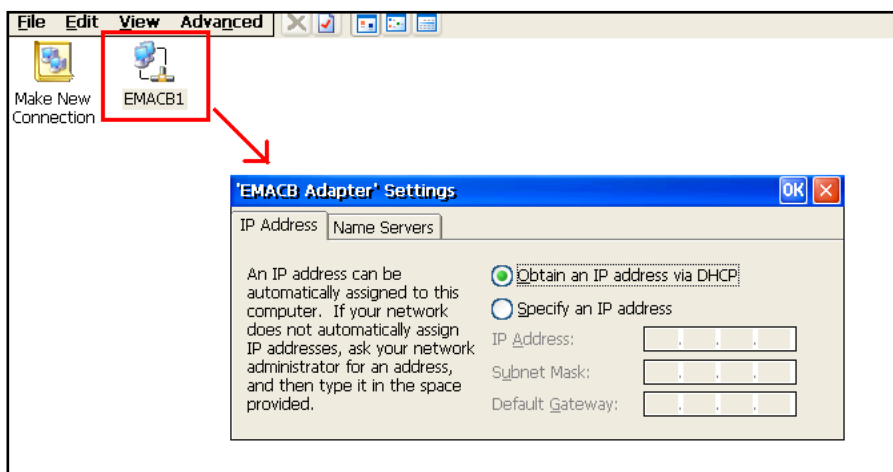 File Edit View Advanced
Make New
Connection
EMACB1
'EMACB Adapter' Settings
OK
IP Address
Name Servers
An IP address can be
automatically assigned to this
computer. If your network
does not automatically assign
IP addresses, ask your network
administrator for an address,
and then type it in the space
provided.
Obtain an IP address via DHCP
Specify an IP address
IP Address:
Subnet Mask:
Default Gateway: